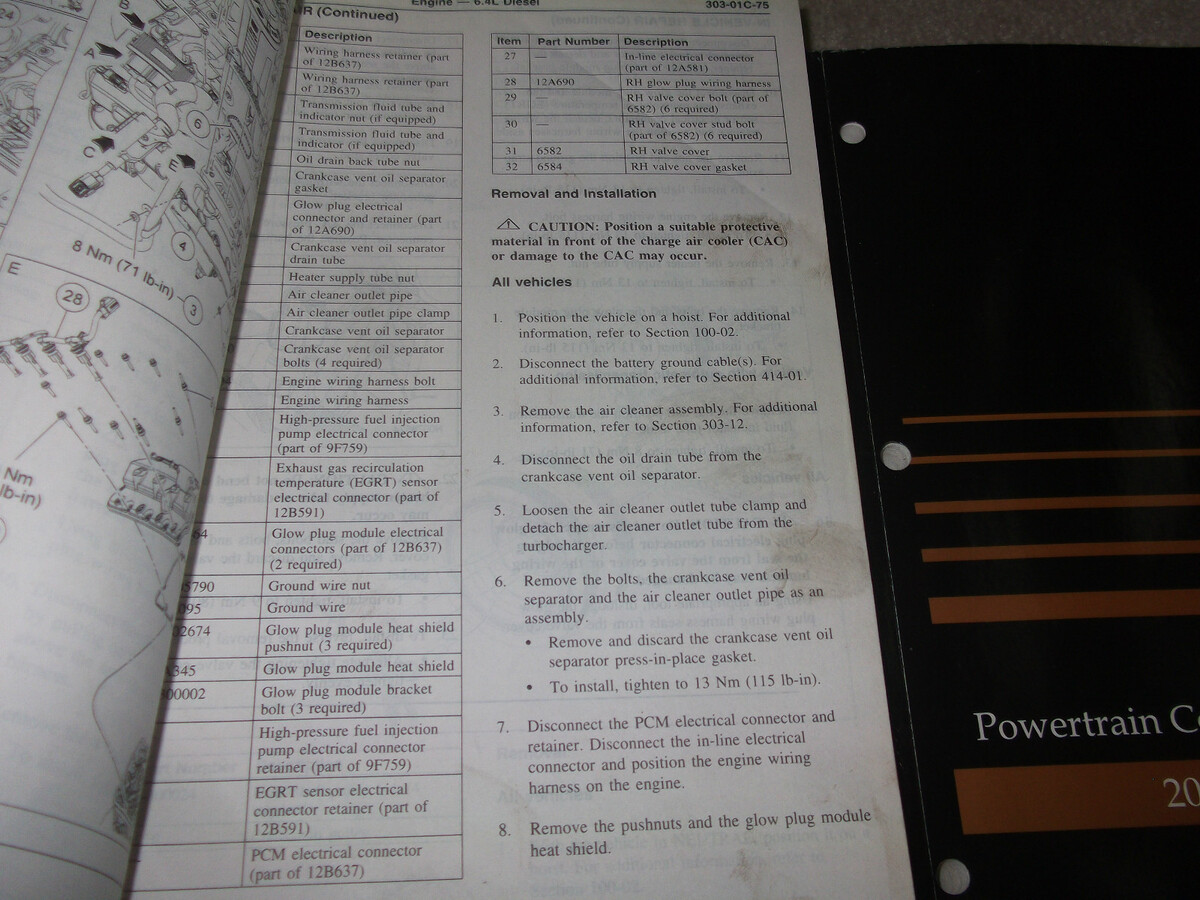 Engine — 6.4L Diesel
303-01C-75
(Continued)
A
B
6
C
E
4
8 Nm (71 lb-in)
3
E
28
Nm
lb-in)
Description
Wiring harness retainer (part
of 12B637)
Wiring harness retainer (part
of 12B637)
Transmission fluid tube and
indicator nut (if equipped)
Transmission fluid tube and
indicator (if equipped)
Oil drain back tube nut
Crankcase vent oil separator
gasket
Glow plug electrical
connector and retainer (part
of 12A690)
Crankcase vent oil separator
drain tube
Heater supply tube nut
Air cleaner outlet pipe
Air cleaner outlet pipe clamp
Crankcase vent oil separator
Crankcase vent oil separator
bolts (4 required)
Engine wiring harness bolt
Engine wiring harness
High-pressure fuel injection
pump electrical connector
(part of 9F759)
Exhaust gas recirculation
temperature (EGRT) sensor
electrical connector (part of
12B591)
Glow plug module electrical
connectors (part of 12B637)
(2 required)
5790 Ground wire nut
095 Ground wire
02674 Glow plug module heat shield
pushnut (3 required)
A345 Glow plug module heat shield
00002 Glow plug module bracket
bolt (3 required)
High-pressure fuel injection
pump electrical connector
retainer (part of 9F759)
EGRT sensor electrical
connector retainer (part of
12B591)
PCM electrical connector
(part of 12B637)
Item Part Number Description
27 — In-line electrical connector
(part of 12A581)
28 12A690 RH glow plug wiring harness
29 — RH valve cover bolt (part of
6582) (6 required)
30 — RH valve cover stud bolt
(part of 6582) (6 required)
31 6582 RH valve cover
32 6584 RH valve cover gasket
Removal and Installation
CAUTION: Position a suitable protective
material in front of the charge air cooler (CAC)
or damage to the CAC may occur.
All vehicles
1. Position the vehicle on a hoist. For additional
information, refer to Section 100-02.
2. Disconnect the battery ground cable(s). For
additional information, refer to Section 414-01.
3. Remove the air cleaner assembly. For additional
information, refer to Section 303-12.
4. Disconnect the oil drain tube from the
crankcase vent oil separator.
5. Loosen the air cleaner outlet tube clamp and
detach the air cleaner outlet tube from the
turbocharger.
6. Remove the bolts, the crankcase vent oil
separator and the air cleaner outlet pipe as an
assembly.
• Remove and discard the crankcase vent oil
separator press-in-place gasket.
• To install, tighten to 13 Nm (115 lb-in).
7. Disconnect the PCM electrical connector and
retainer. Disconnect the in-line electrical
connector and position the engine wiring
harness on the engine.
8. Remove the pushnuts and the glow plug module
heat shield.
Powertrain C
20